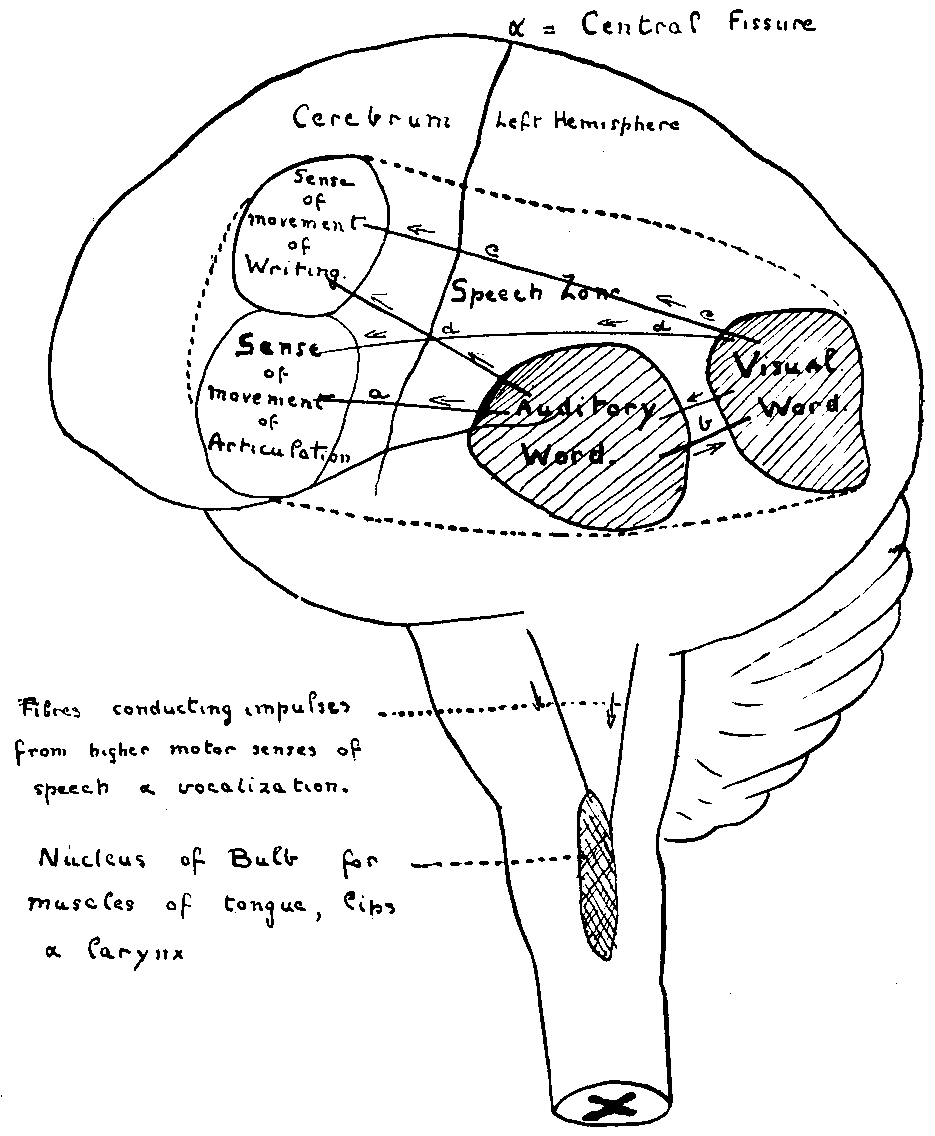 α = Central Fissure
Cerebrum Left Hemisphere
Sense
of
movement
of
Writing.
e
Speech Zone
e
d
d
Sense
of
movement
of
Articulation
a
Auditory
Word.
b
Visual
Word.
Fibres conducting impulses
from higher motor senses of
speech & vocalization.
Nucleus of Bulb for
muscles of tongue, lips
& larynx